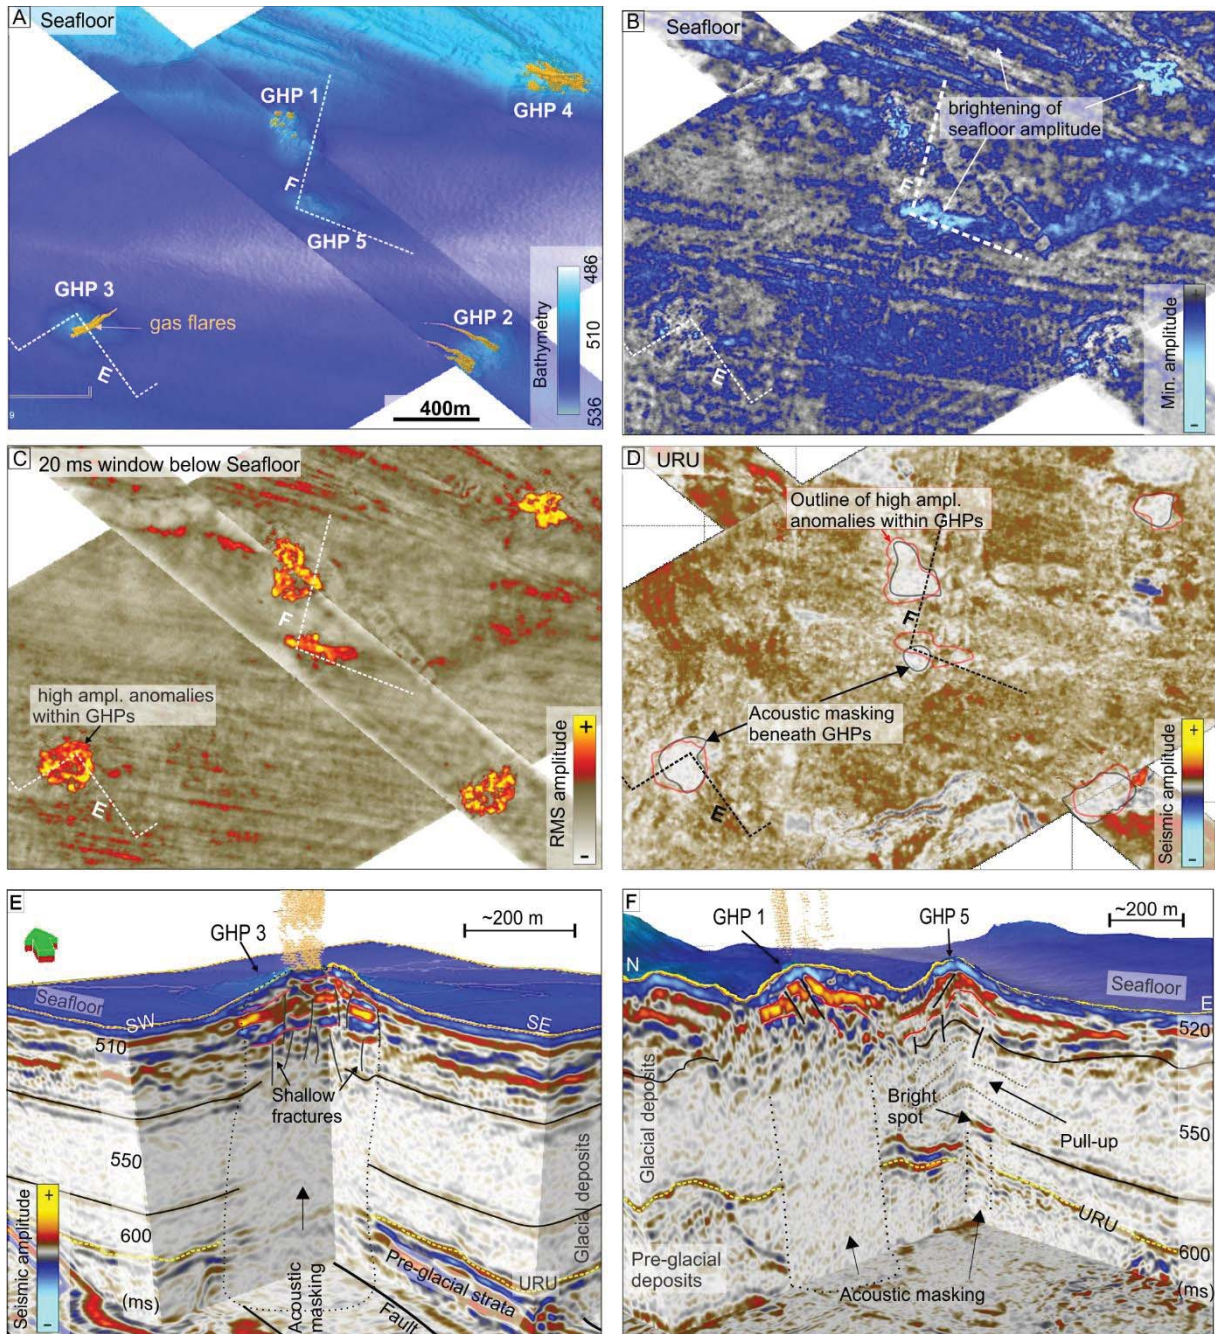 A Seafloor
GHP 1
GHP 4
F
GHP 5
GHP 3
gas flares
GHP 2
E
Bathymetry
486
510
536
400m
9
B Seafloor
brightening of
seafloor amplitude
F
E
Min. amplitude
-
C 20 ms window below Seafloor
F
high ampl. anomalies
within GHPs
E
RMS amplitude
+
-
D URU
Outline of high ampl.
anomalies within GHPs
F
Acoustic masking
beneath GHPs
E
Seismic amplitude
+
-
E
~200 m
GHP 3
Seafloor
SW
SE
510
Shallow
fractures
550
Glacial deposits
600
Seismic amplitude
+
-
(ms)
Acoustic
masking
Pre-glacial strata
URU
Fault
F
GHP 1
GHP 5
~200 m
N
Seafloor
E
520
Glacial deposits
Bright
spot
Pull-up
550
URU
Pre-glacial
deposits
600
Acoustic masking
(ms)